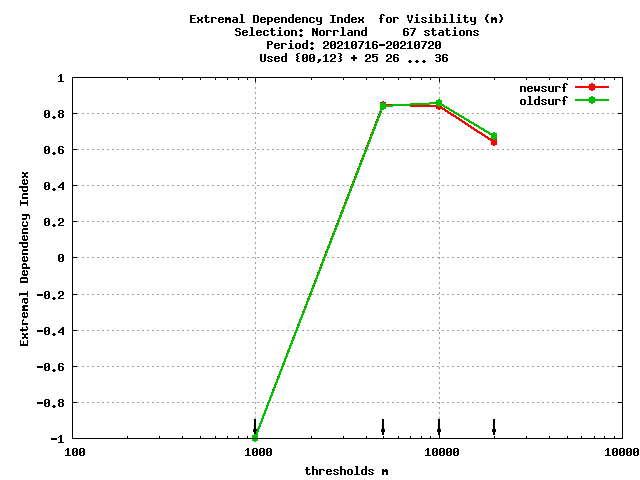 Extremal Dependency Index  for Visibility (m)
Selection: Norrland     67 stations
Period: 20210716-20210720
Used {00,12} + 25 26 ... 36
newsurf
oldsurf
Extremal Dependency Index
1
0.8
0.6
0.4
0.2
0
-0.2
-0.4
-0.6
-0.8
-1
100 1000 10000 10000
thresholds m